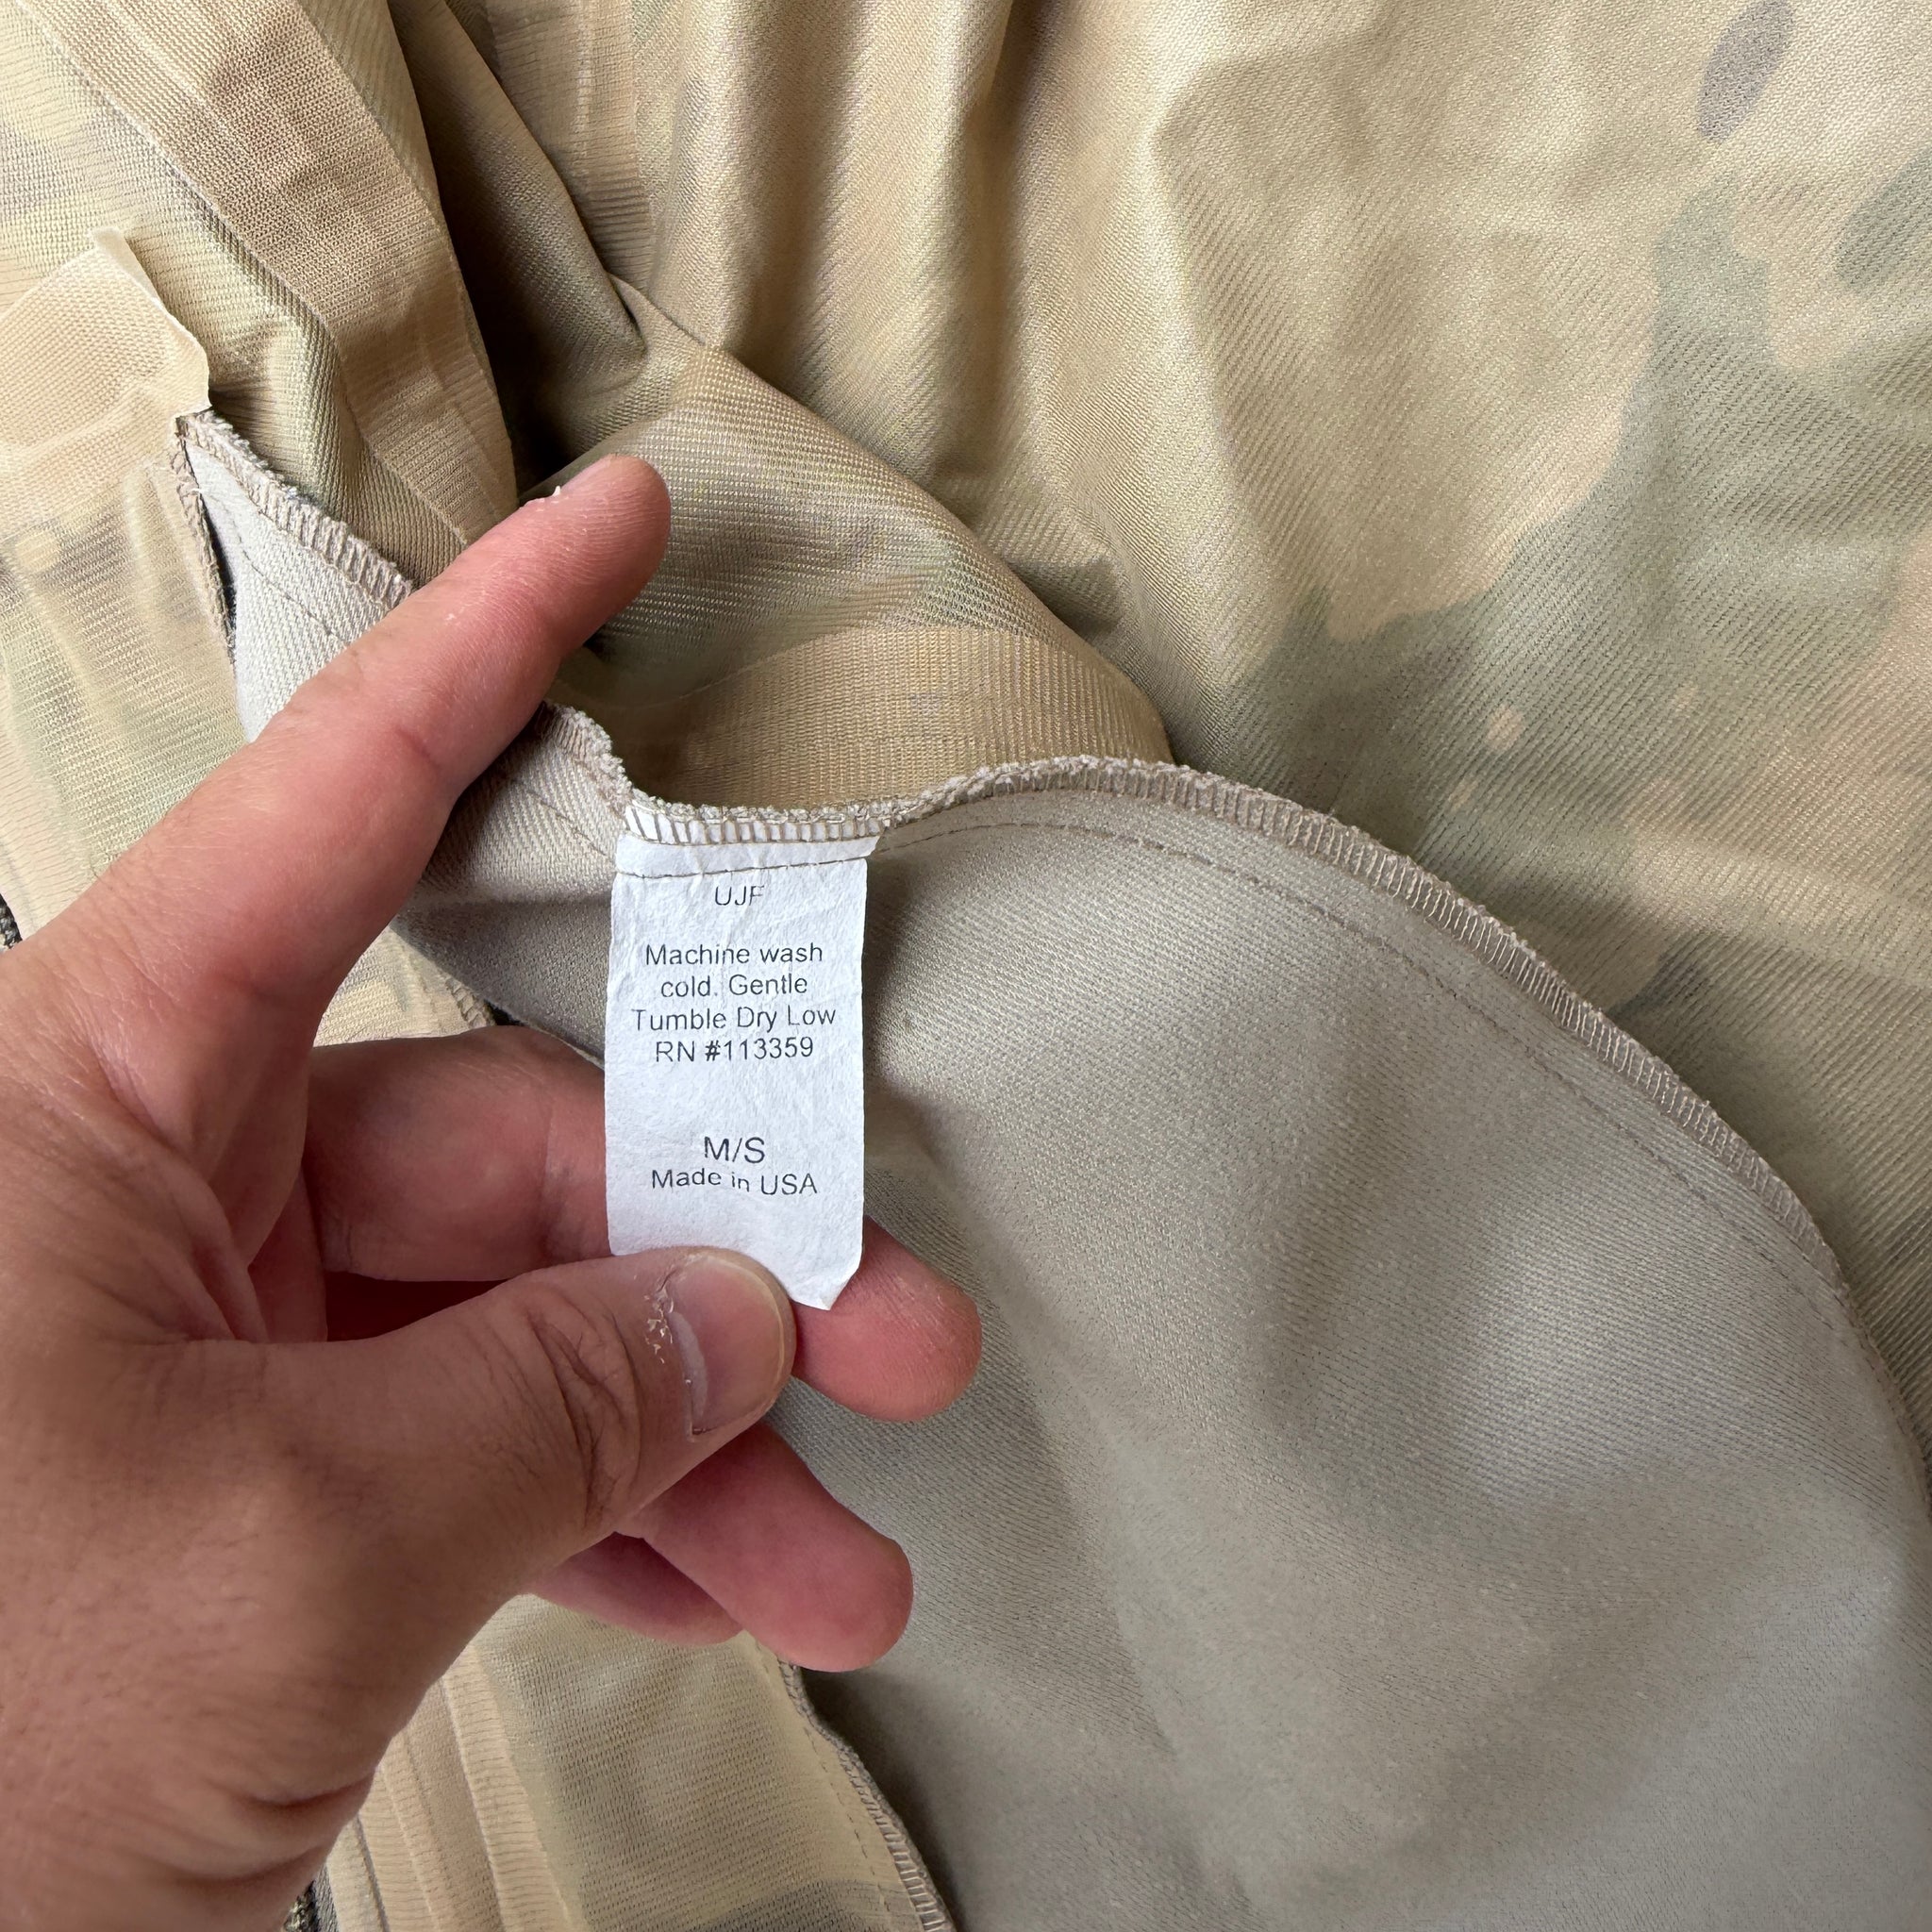 UJF
Machine wash
cold. Gentle
Tumble Dry Low
RN #113359
M/S
Made in USA